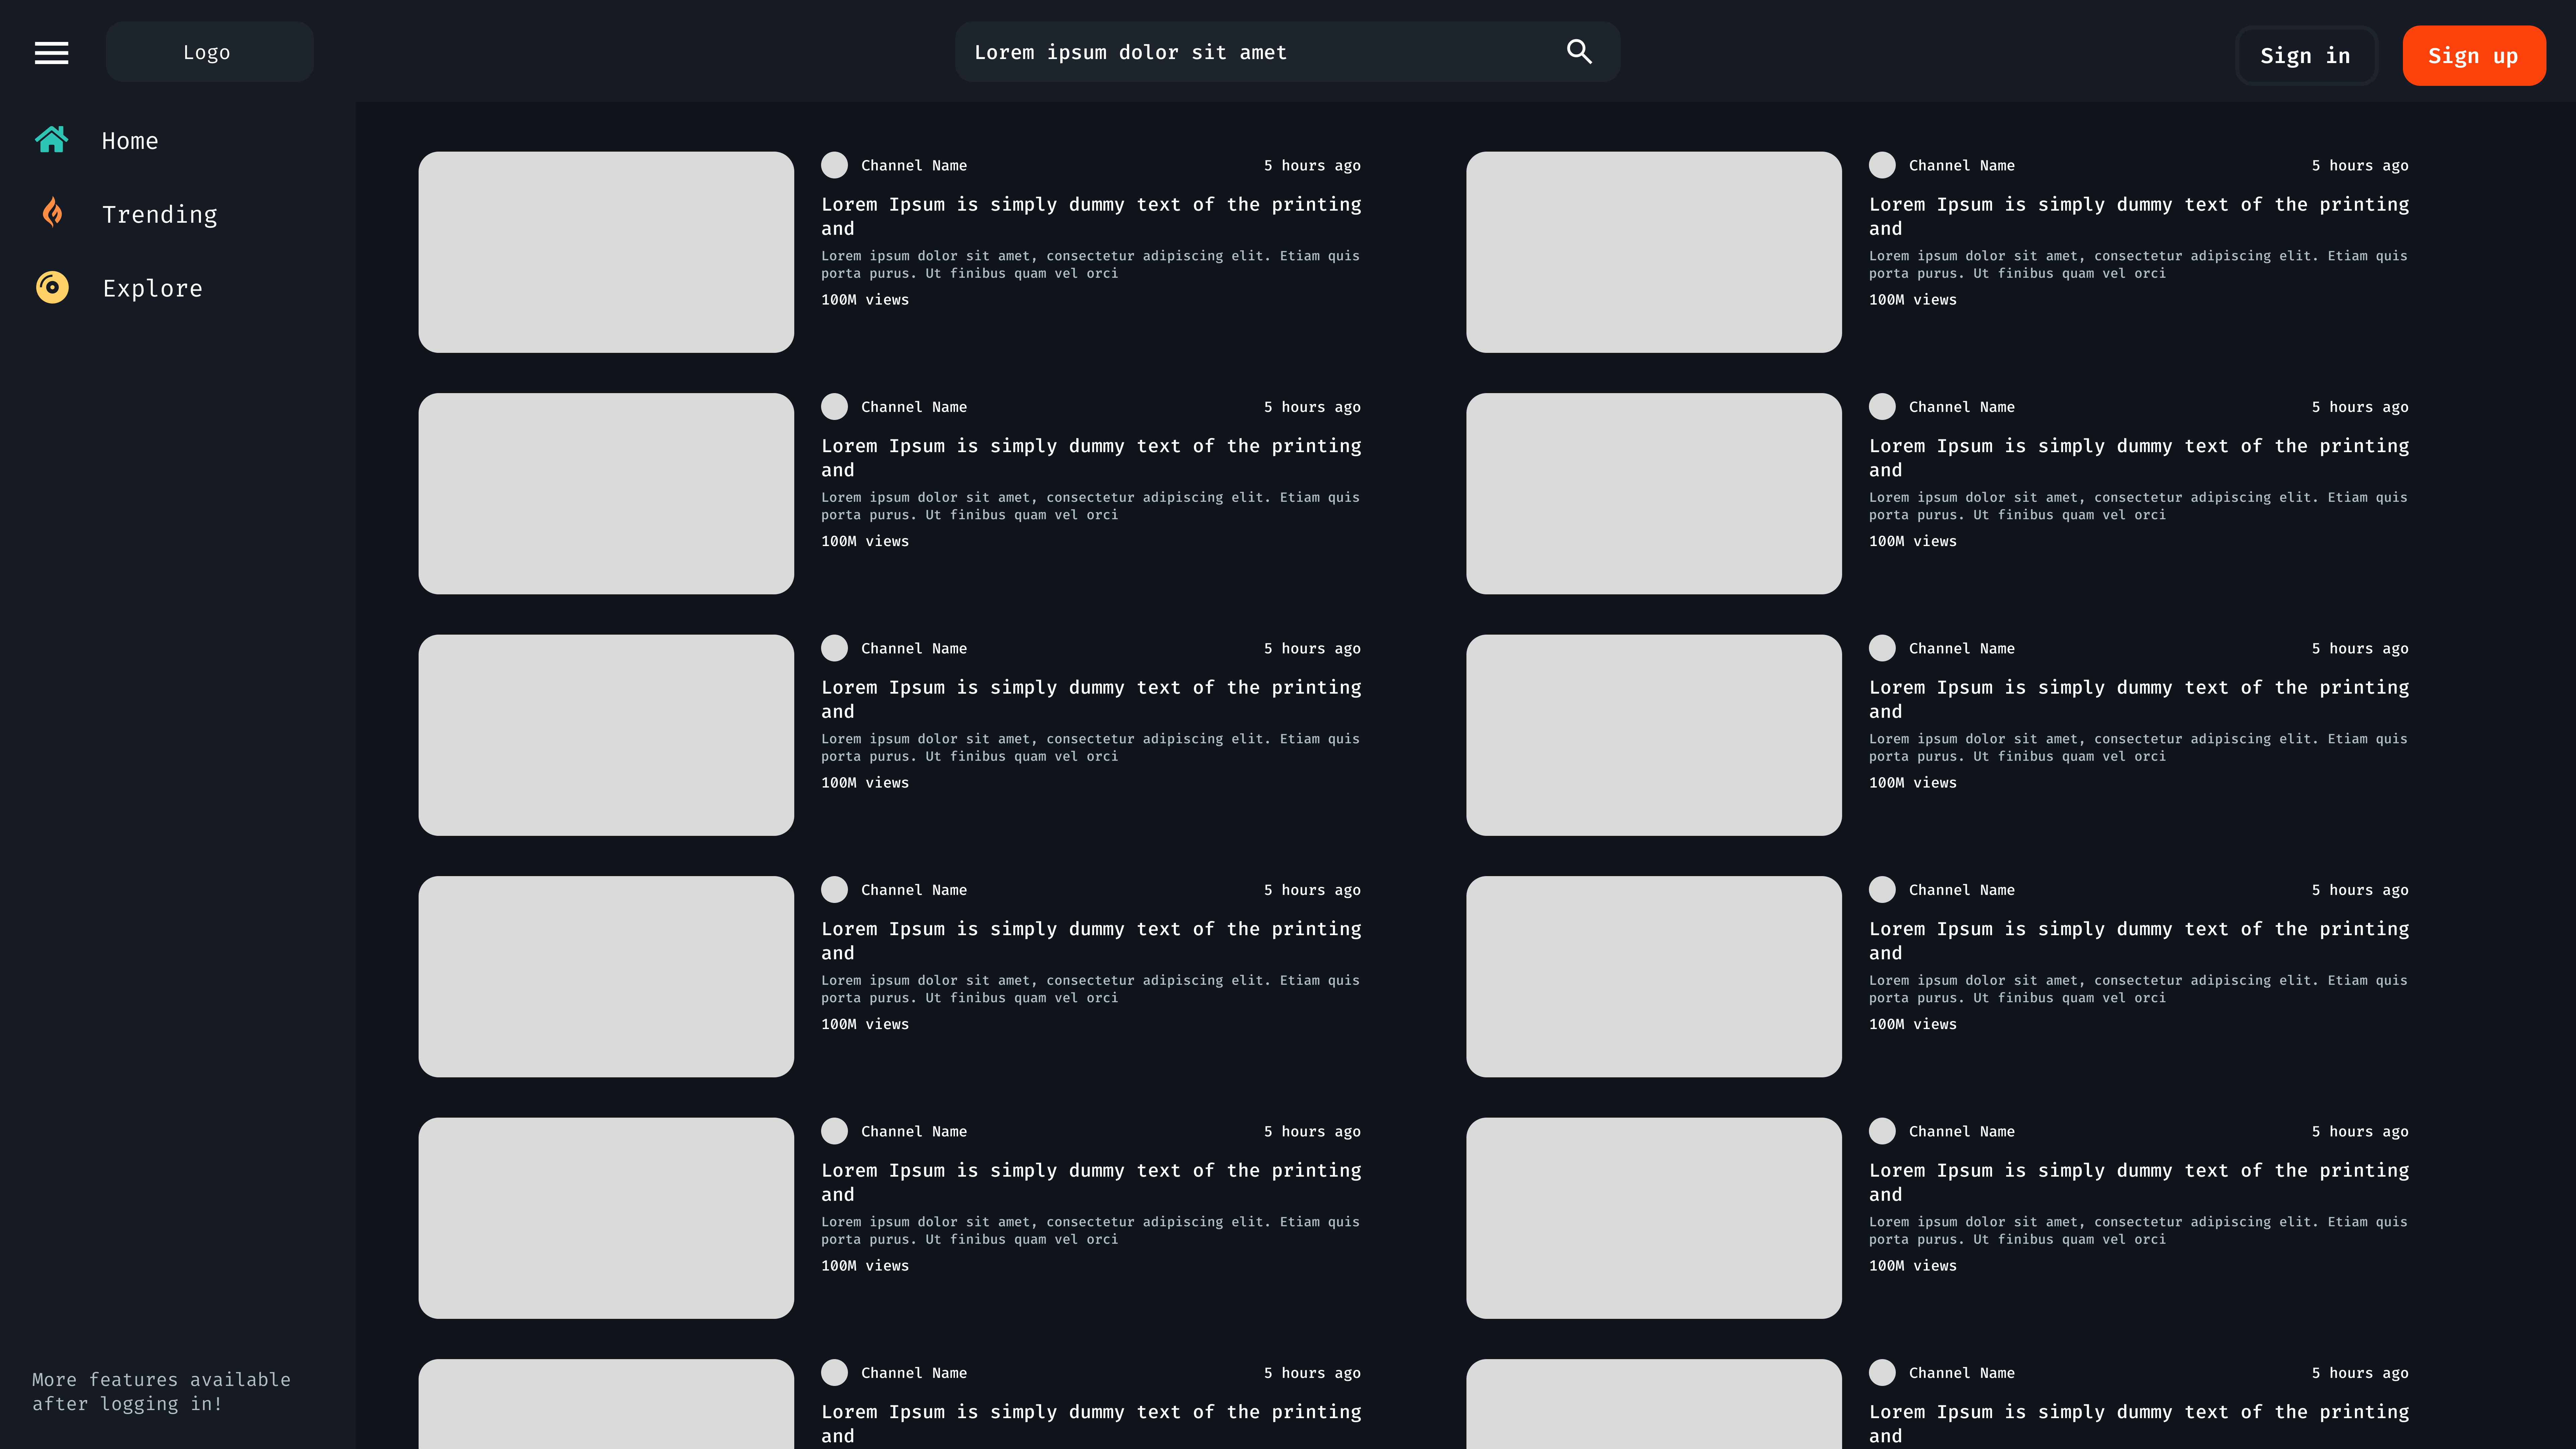 Logo
Lorem ipsum dolor sit amet
Sign in
Sign up
Home
Trending
Explore
More features available
after logging in!
Channel Name
5 hours ago
Lorem Ipsum is simply dummy text of the printing
and
Lorem ipsum dolor sit amet, consectetur adipiscing elit. Etiam quis
porta purus. Ut finibus quam vel orci
100M views
Channel Name
5 hours ago
Lorem Ipsum is simply dummy text of the printing
and
Lorem ipsum dolor sit amet, consectetur adipiscing elit. Etiam quis
porta purus. Ut finibus quam vel orci
100M views
Channel Name
5 hours ago
Lorem Ipsum is simply dummy text of the printing
and
Lorem ipsum dolor sit amet, consectetur adipiscing elit. Etiam quis
porta purus. Ut finibus quam vel orci
100M views
Channel Name
5 hours ago
Lorem Ipsum is simply dummy text of the printing
and
Lorem ipsum dolor sit amet, consectetur adipiscing elit. Etiam quis
porta purus. Ut finibus quam vel orci
100M views
Channel Name
5 hours ago
Lorem Ipsum is simply dummy text of the printing
and
Lorem ipsum dolor sit amet, consectetur adipiscing elit. Etiam quis
porta purus. Ut finibus quam vel orci
100M views
Channel Name
5 hours ago
Lorem Ipsum is simply dummy text of the printing
and
Lorem ipsum dolor sit amet, consectetur adipiscing elit. Etiam quis
porta purus. Ut finibus quam vel orci
100M views
Channel Name
5 hours ago
Lorem Ipsum is simply dummy text of the printing
and
Lorem ipsum dolor sit amet, consectetur adipiscing elit. Etiam quis
porta purus. Ut finibus quam vel orci
100M views
Channel Name
5 hours ago
Lorem Ipsum is simply dummy text of the printing
and
Lorem ipsum dolor sit amet, consectetur adipiscing elit. Etiam quis
porta purus. Ut finibus quam vel orci
100M views
Channel Name
5 hours ago
Lorem Ipsum is simply dummy text of the printing
and
Lorem ipsum dolor sit amet, consectetur adipiscing elit. Etiam quis
porta purus. Ut finibus quam vel orci
100M views
Channel Name
5 hours ago
Lorem Ipsum is simply dummy text of the printing
and
Lorem ipsum dolor sit amet, consectetur adipiscing elit. Etiam quis
porta purus. Ut finibus quam vel orci
100M views
Channel Name
5 hours ago
Lorem Ipsum is simply dummy text of the printing
and
Channel Name
5 hours ago
Lorem Ipsum is simply dummy text of the printing
and